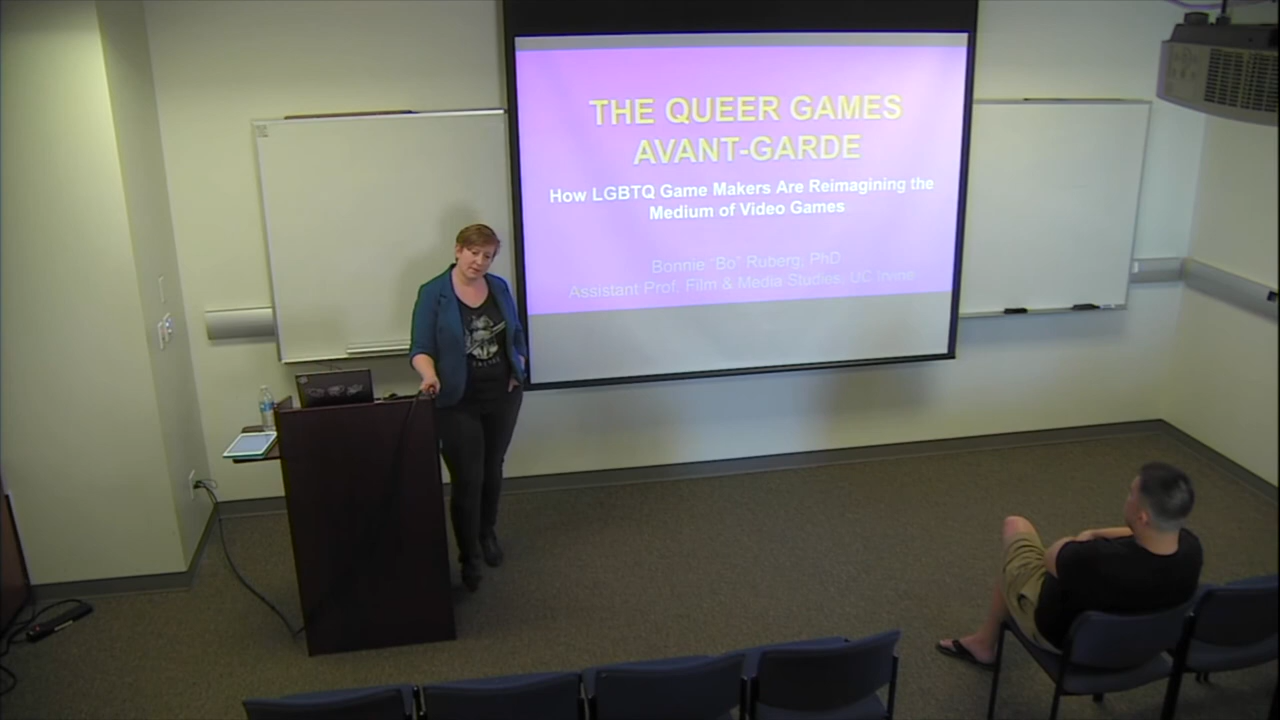 THE QUEER GAMES
AVANT-GARDE
How LGBTQ Game Makers Are Reimagining the
Medium of Video Games
Bonnie "Bo" Ruberg, PhD
Assistant Prof. Film & Media Studies, UC Irvine